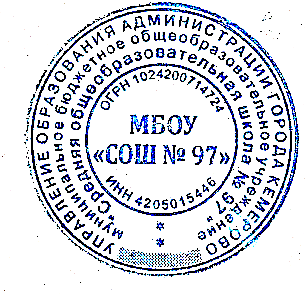 УПРАВЛЕНИЕ ОБРАЗОВАНИЯ АДМИНИСТРАЦИИ ГОРОДА КЕМЕРОВО
муниципальное бюджетное общеобразовательное учреждение
"Средняя общеобразовательная школа № 97"
ОГРН 1024200714724
МБОУ
«СОШ № 97»
ИНН 4205015446